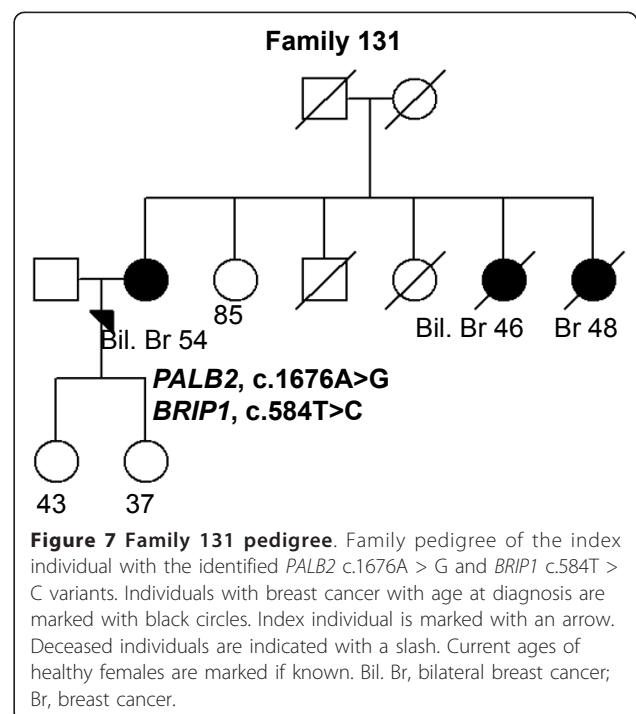 Family 131
85
Bil. Br 54
Bil. Br 46
Br 48
PALB2, c.1676A>G
BRIP1, c.584T>C
43
37
Figure 7 Family 131 pedigree. Family pedigree of the index
individual with the identified PALB2 c.1676A > G and BRIP1 c.584T >
C variants. Individuals with breast cancer with age at diagnosis are
marked with black circles. Index individual is marked with an arrow.
Deceased individuals are indicated with a slash. Current ages of
healthy females are marked if known. Bil. Br, bilateral breast cancer;
Br, breast cancer.